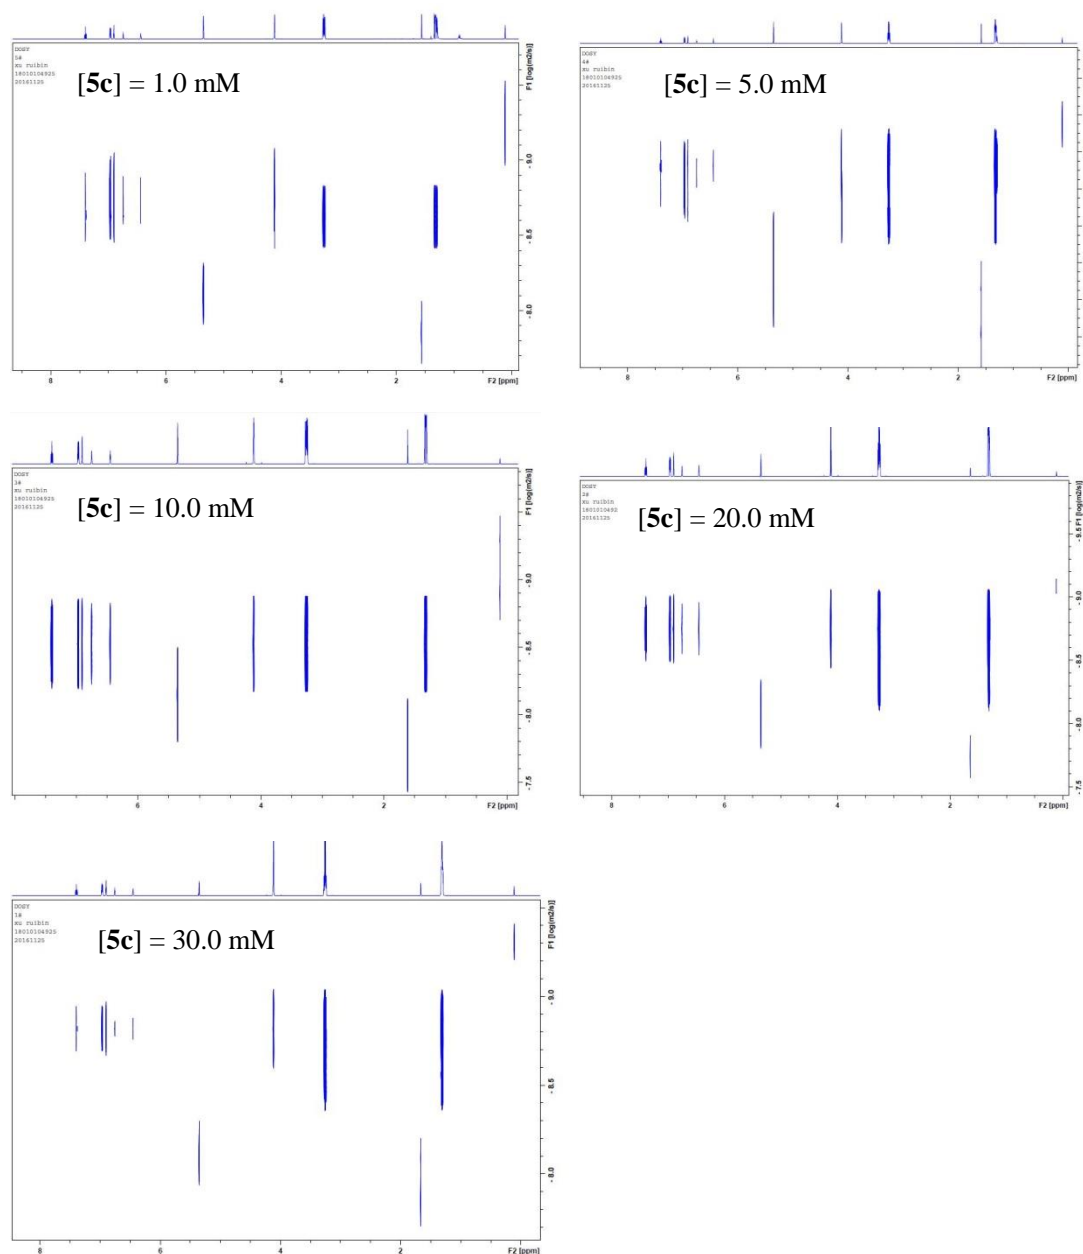 DOSY
5#
xu ruibin
18010104925
20161125
[5c] = 1.0 mM
F1 [log(m2/s)]
- 9.0
- 8.5
- 8.0
8 6 4 2 F2 [ppm]
DOSY
4#
xu ruibin
18010104925
20161125
[5c] = 5.0 mM
8 6 4 2 F2 [ppm]
DOSY
3#
xu ruibin
18010104925
20161125
[5c] = 10.0 mM
F1 [log(m2/s)]
- 9.0
- 8.5
- 8.0
- 7.5
6 4 2 F2 [ppm]
DOSY
2#
xu ruibin
1801010492
20161125
[5c] = 20.0 mM
F1 [log(m2/s)]
- 9.5
- 9.0
- 8.5
- 8.0
- 7.5
8 6 4 2 F2 [ppm]
DOSY
1#
xu ruibin
18010104925
20161125
[5c] = 30.0 mM
F1 [log(m2/s)]
- 9.0
- 8.5
- 8.0
8 6 4 2 F2 [ppm]